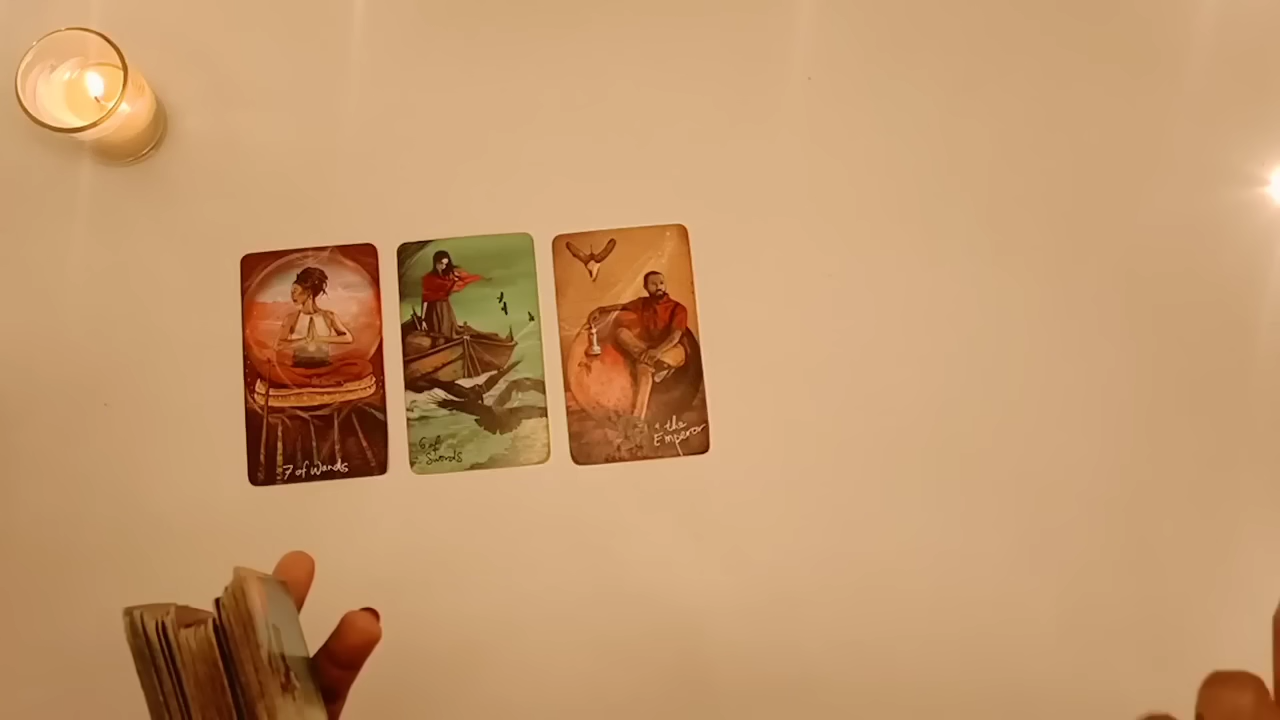 7 of Wands
6 of
Swords
the
Emperor